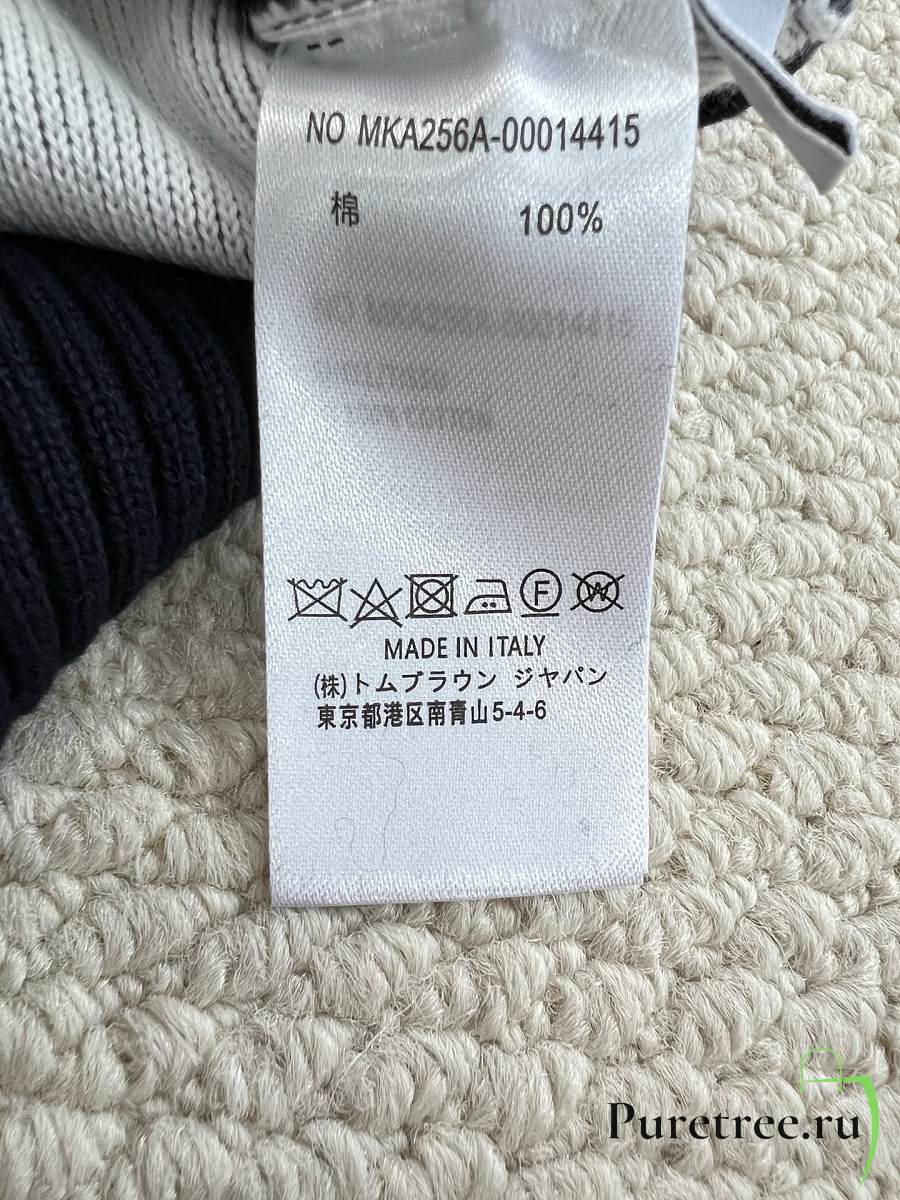 NO MKA256A-00014415
棉 100%
F
W
MADE IN ITALY
(株)トムブラウン ジヤパン
東京都港区南青山5-4-6
Puretree.ru